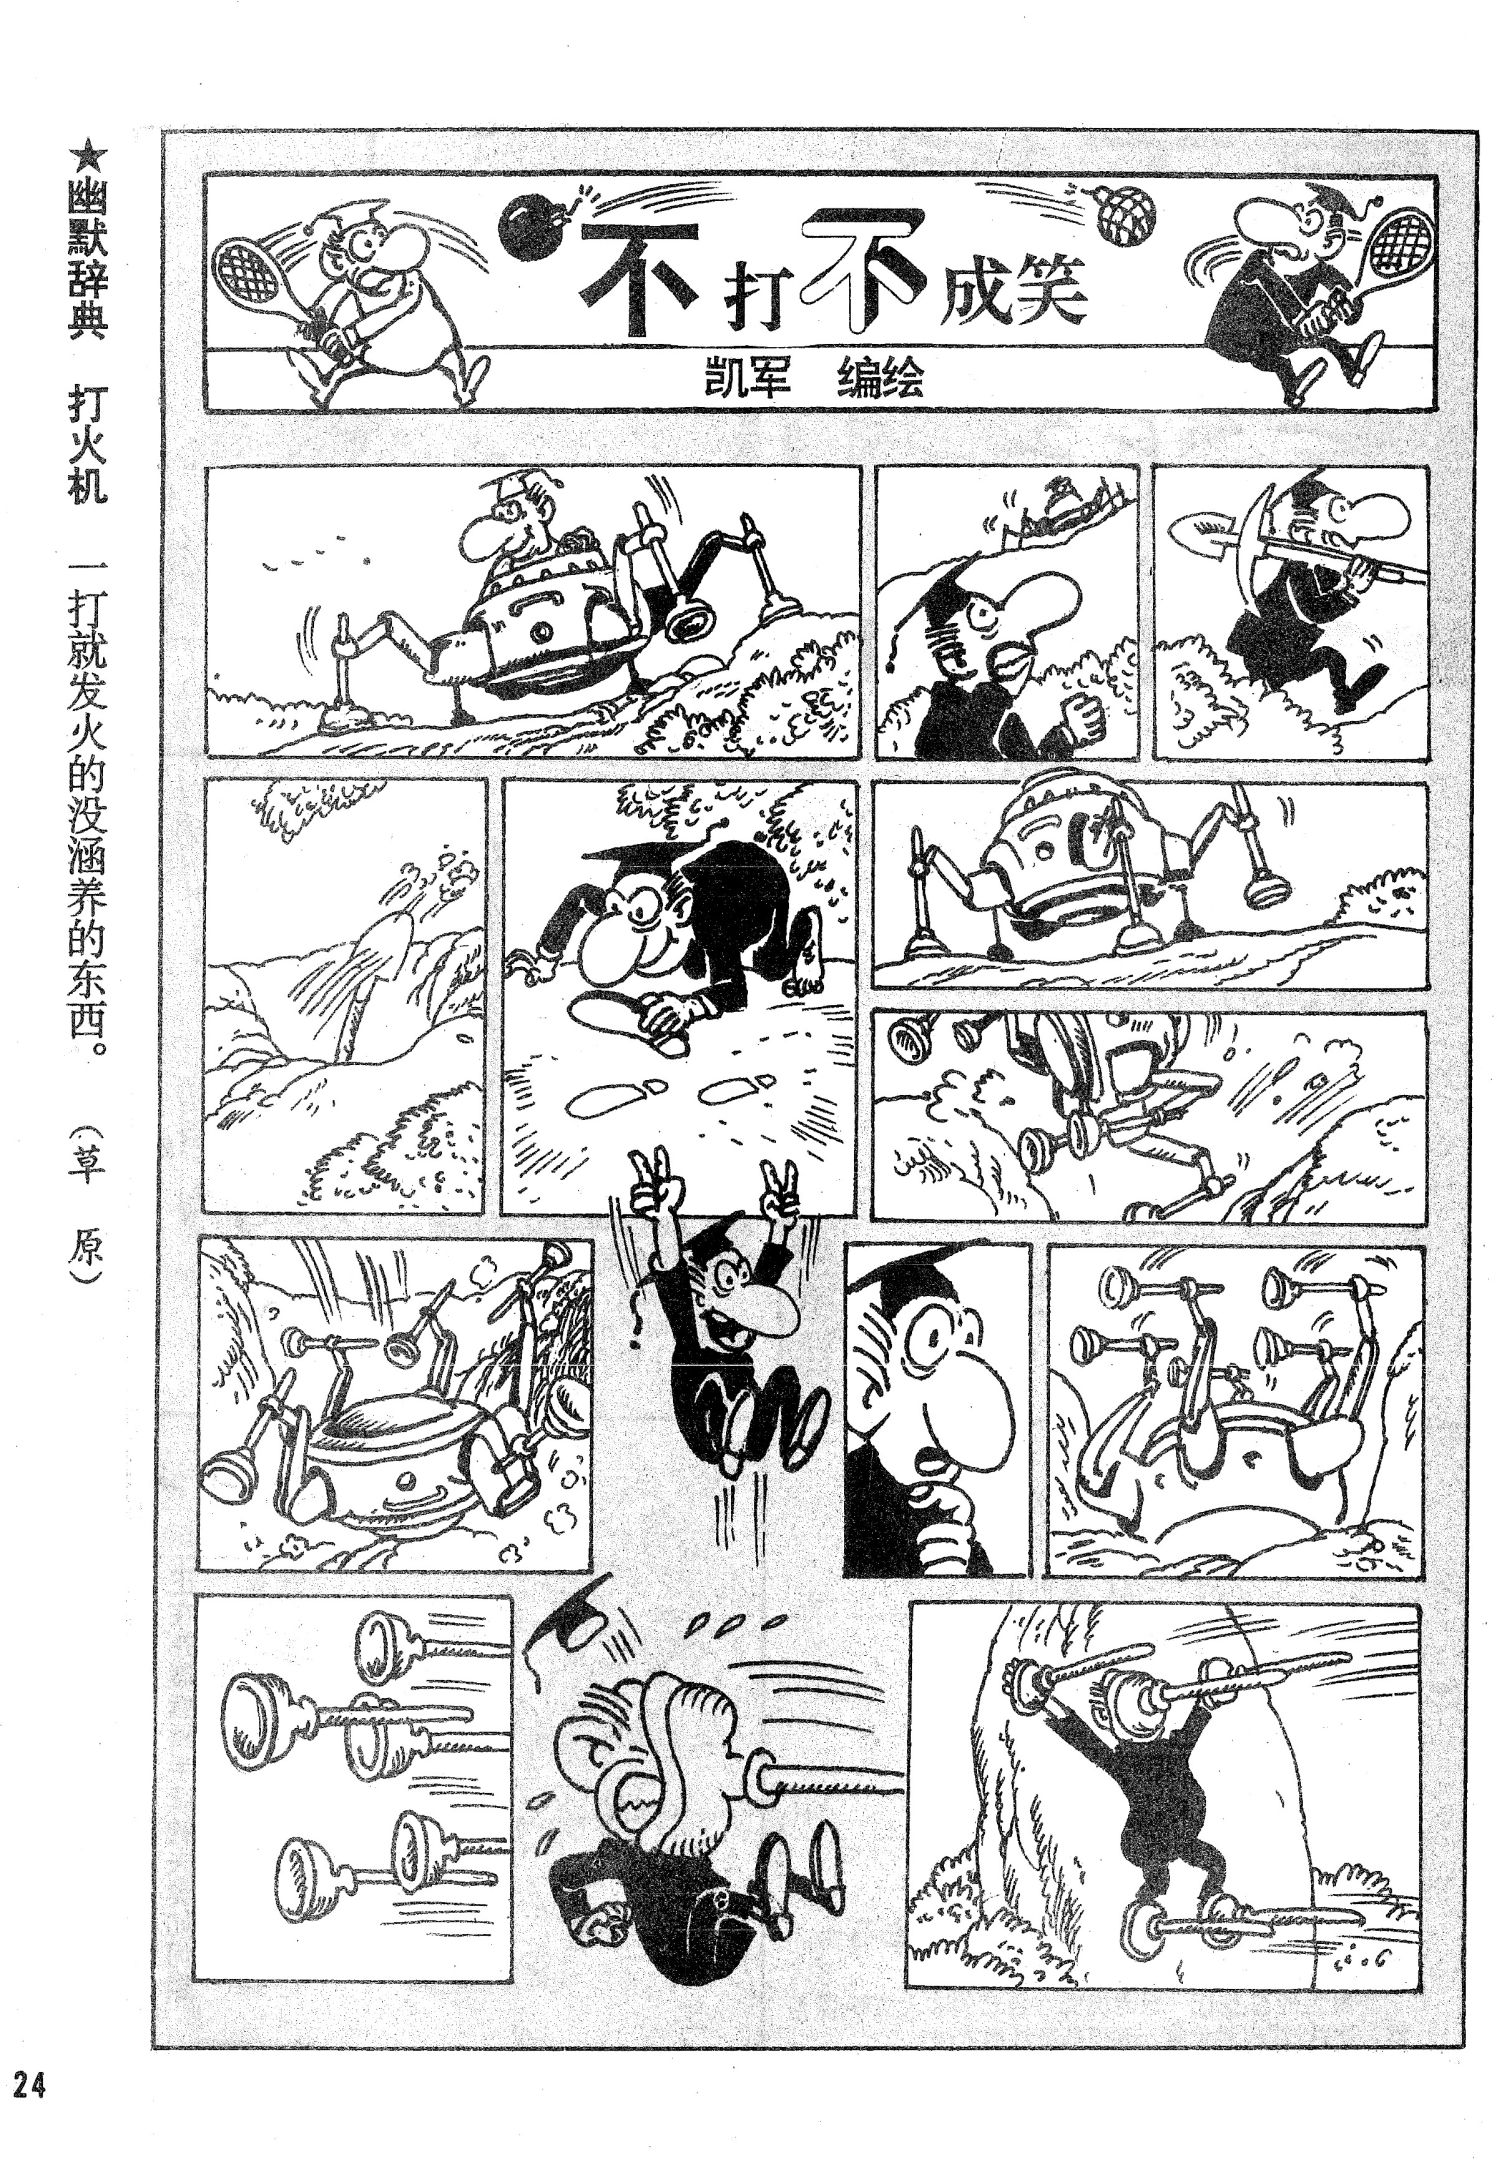 不打不成笑
凯军 编绘
★幽默辞典 打火机 一打就发火的没涵养的东西。 （草 原）
24